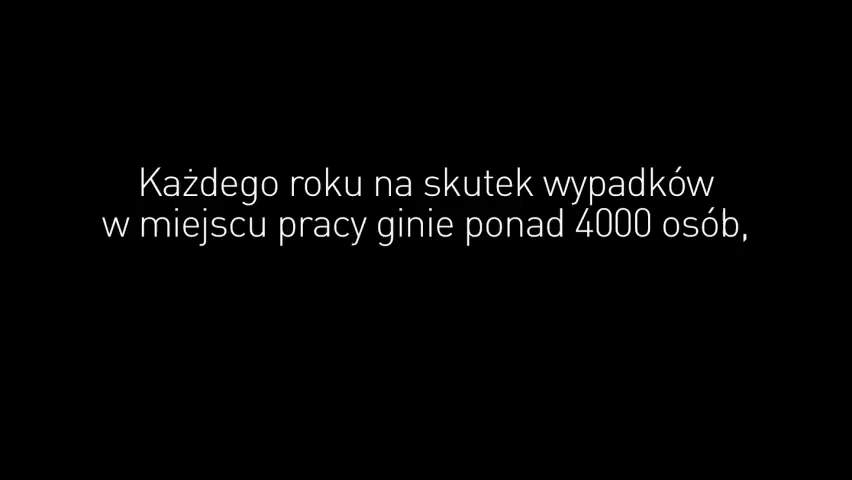 Każdego roku na skutek wypadków
w miejscu pracy ginie ponad 4000 osób,